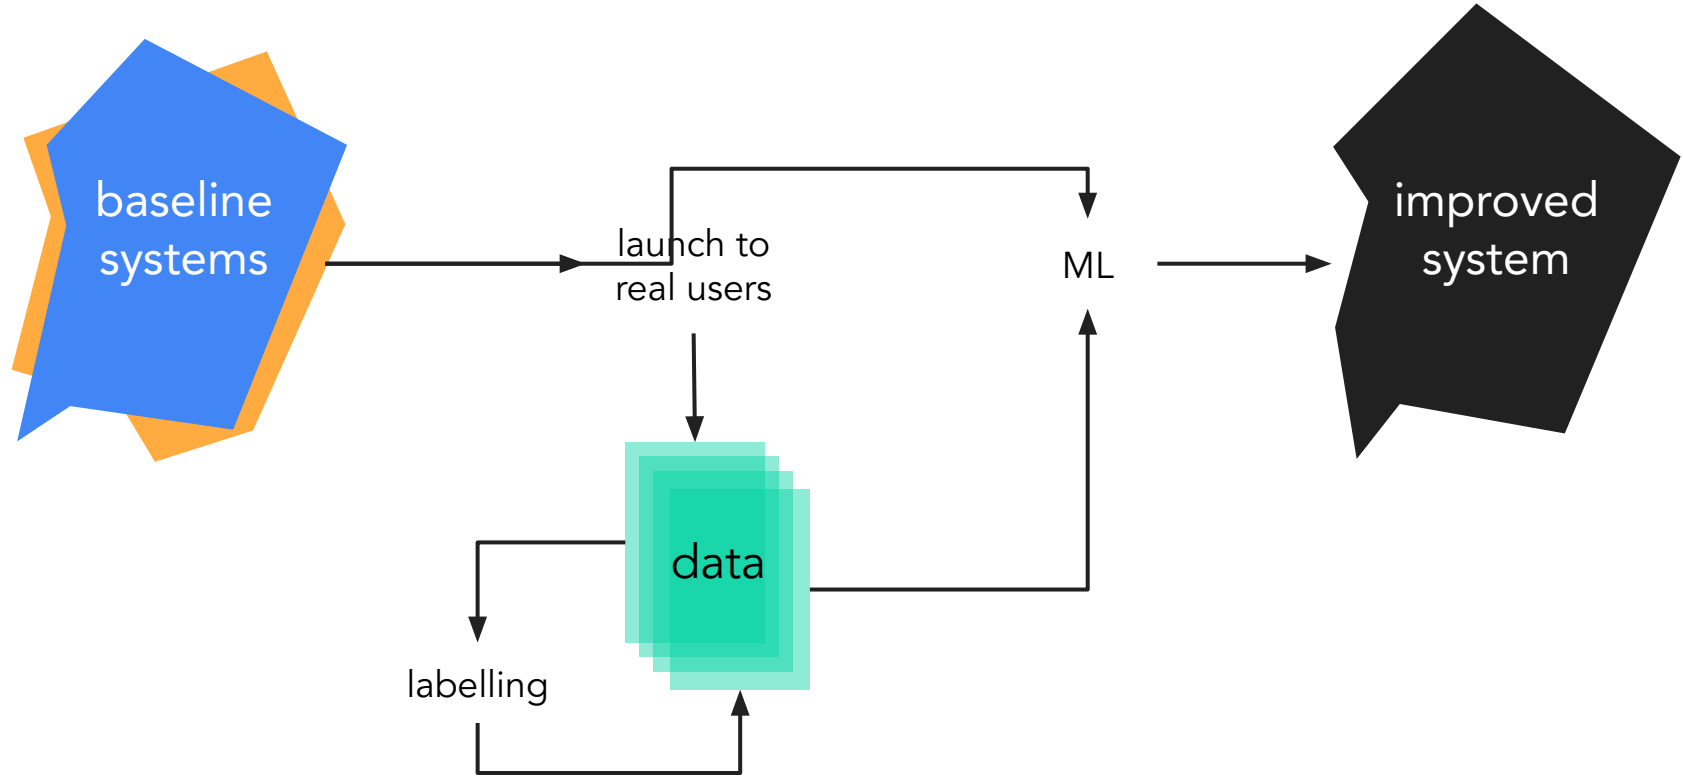 baseline
systems
launch to
real users
ML
improved
system
data
labelling